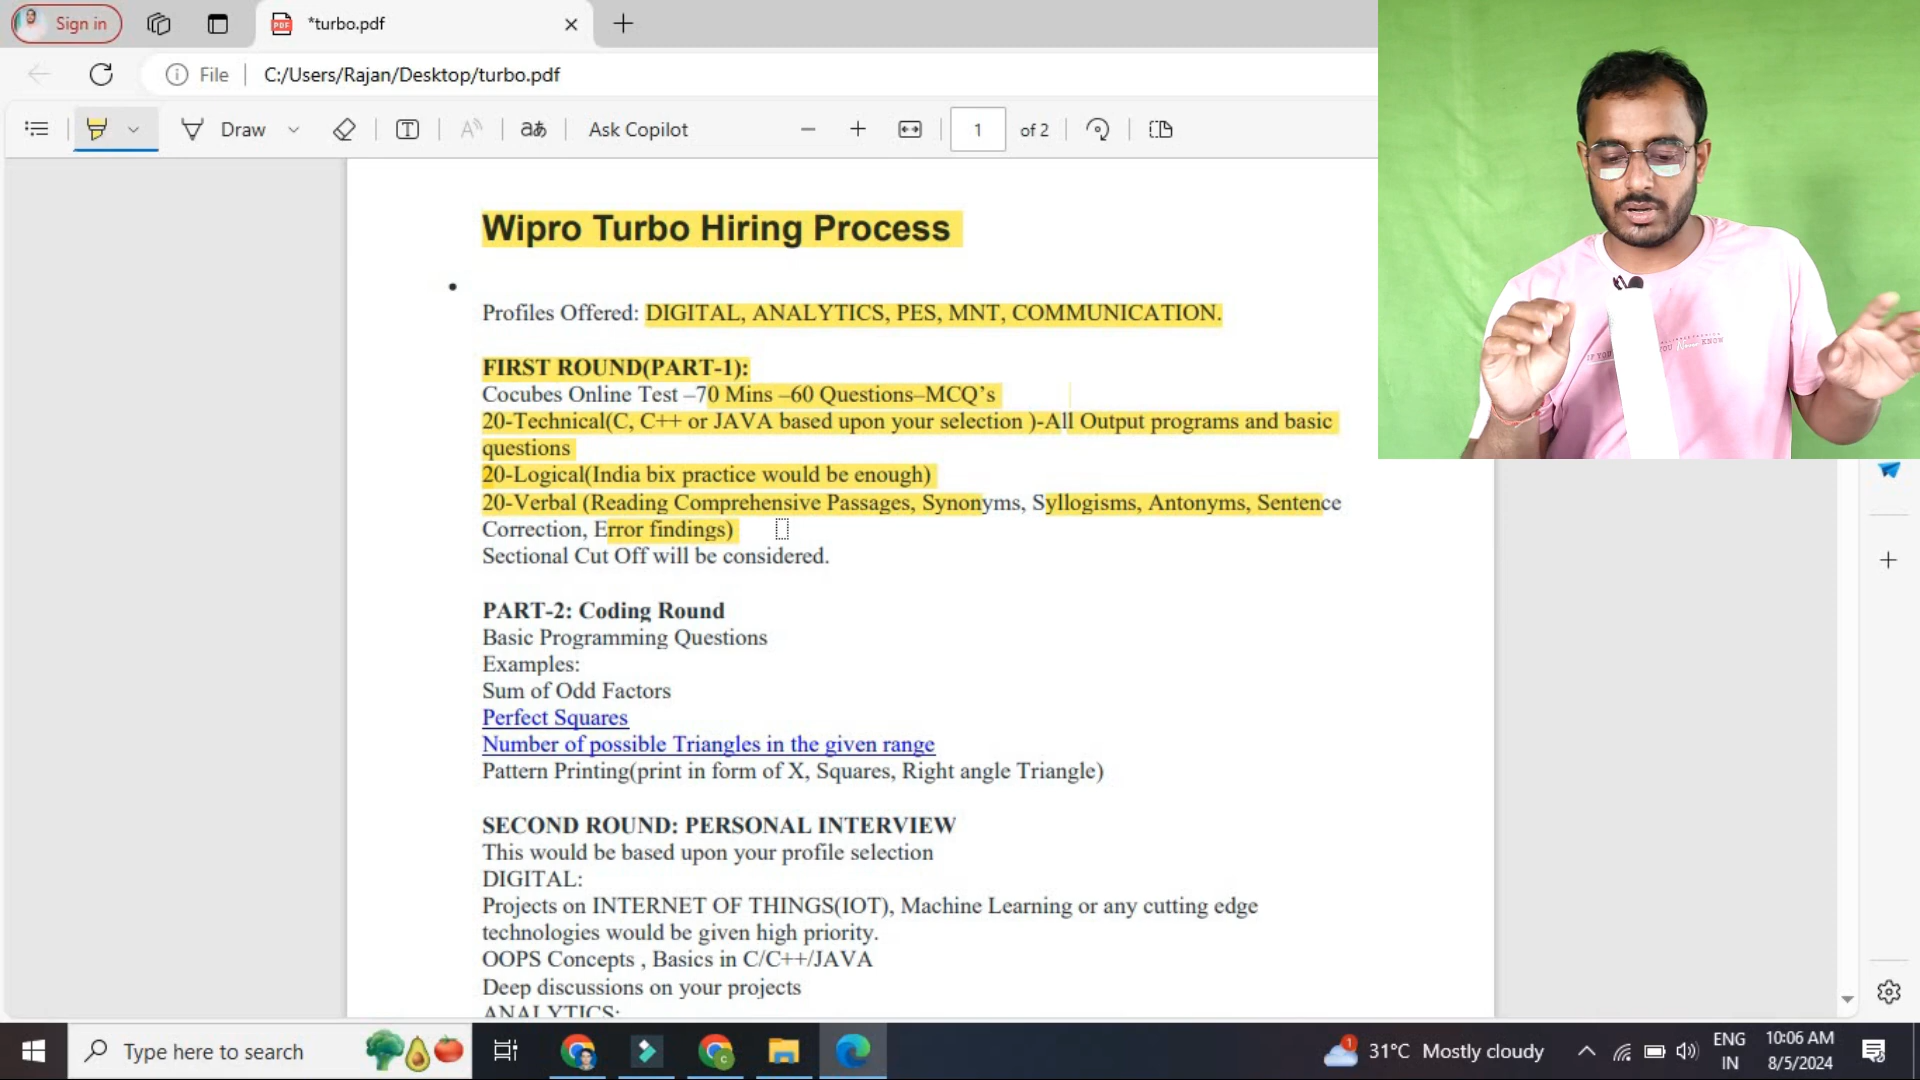 Sign in
*turbo.pdf
File
C:/Users/Rajan/Desktop/turbo.pdf
Draw
Ask Copilot
1
of 2
Wipro Turbo Hiring Process
Profiles Offered: DIGITAL, ANALYTICS, PES, MNT, COMMUNICATION.
FIRST ROUND(PART-1):
Cocubes Online Test –70 Mins –60 Questions–MCQ’s
20-Technical(C, C++ or JAVA based upon your selection )-All Output programs and basic
questions
20-Logical(India bix practice would be enough)
20-Verbal (Reading Comprehensive Passages, Synonyms, Syllogisms, Antonyms, Sentence
Correction, Error findings)
Sectional Cut Off will be considered.
PART-2: Coding Round
Basic Programming Questions
Examples:
Sum of Odd Factors
Perfect Squares
Number of possible Triangles in the given range
Pattern Printing(print in form of X, Squares, Right angle Triangle)
SECOND ROUND: PERSONAL INTERVIEW
This would be based upon your profile selection
DIGITAL:
Projects on INTERNET OF THINGS(IOT), Machine Learning or any cutting edge
technologies would be given high priority.
OOPS Concepts , Basics in C/C++/JAVA
Deep discussions on your projects
ANALYTICS:
Type here to search
31°C Mostly cloudy
ENG
IN
10:06 AM
8/5/2024